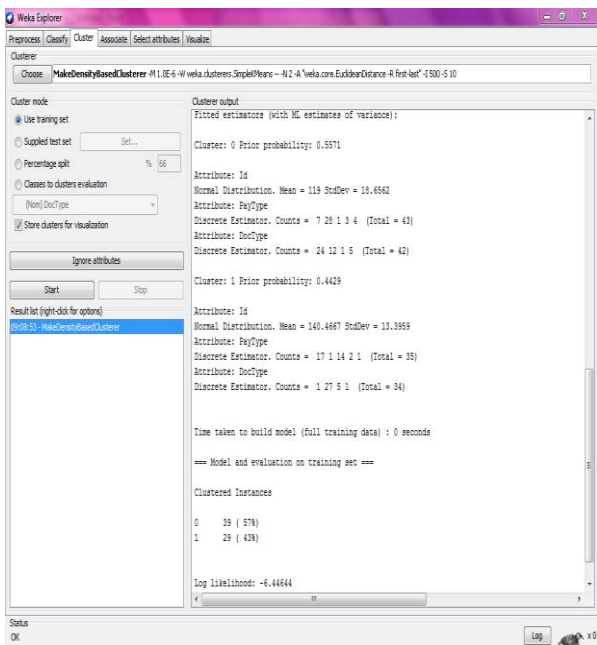 Weka Explorer
Preprocess Classify Cluster Associate Select attributes Visualize
Clusterer
Choose MakeDensityBasedClusterer -M 1.0E-6 -W weka.clusterers.SimpleKMeans -- -N 2 -A "weka.core.EuclideanDistance -R first-last" -I 500 -S 10
Cluster mode
Use training set
Supplied test set Set...
Percentage split % 66
Classes to clusters evaluation
(Nom) DocType
Store clusters for visualization
Ignore attributes
Start Stop
Result list (right-click for options)
09:08:53 - MakeDensityBasedClusterer
Clusterer output
Fitted estimators (with ML estimates of variance):
Cluster: 0 Prior probability: 0.5571
Attribute: Id
Normal Distribution. Mean = 119 StdDev = 18.6562
Attribute: PayType
Discrete Estimator. Counts = 7 28 1 3 4 (Total = 43)
Attribute: DocType
Discrete Estimator. Counts = 24 12 1 5 (Total = 42)
Cluster: 1 Prior probability: 0.4429
Attribute: Id
Normal Distribution. Mean = 140.4667 StdDev = 13.3959
Attribute: PayType
Discrete Estimator. Counts = 17 1 14 2 1 (Total = 35)
Attribute: DocType
Discrete Estimator. Counts = 1 27 5 1 (Total = 34)
Time taken to build model (full training data) : 0 seconds
=== Model and evaluation on training set ===
Clustered Instances
0 39 ( 57%)
1 29 ( 43%)
Log likelihood: -6.44644
Status
OK
Log x 0